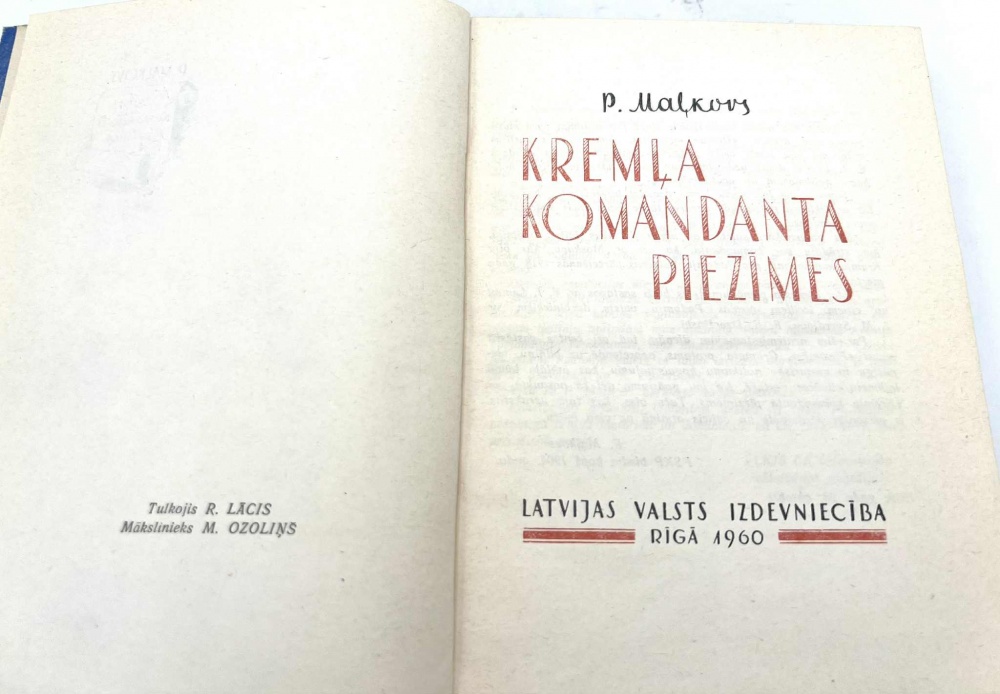 Tulkojis R. LĀCIS
Mākslinieks M. OZOLIŅŠ
P. Maļkovs
KREMĻA
KOMANDANTA
PIEZĪMES
LATVIJAS VALSTS IZDEVNIECĪBA
RĪGĀ 1960